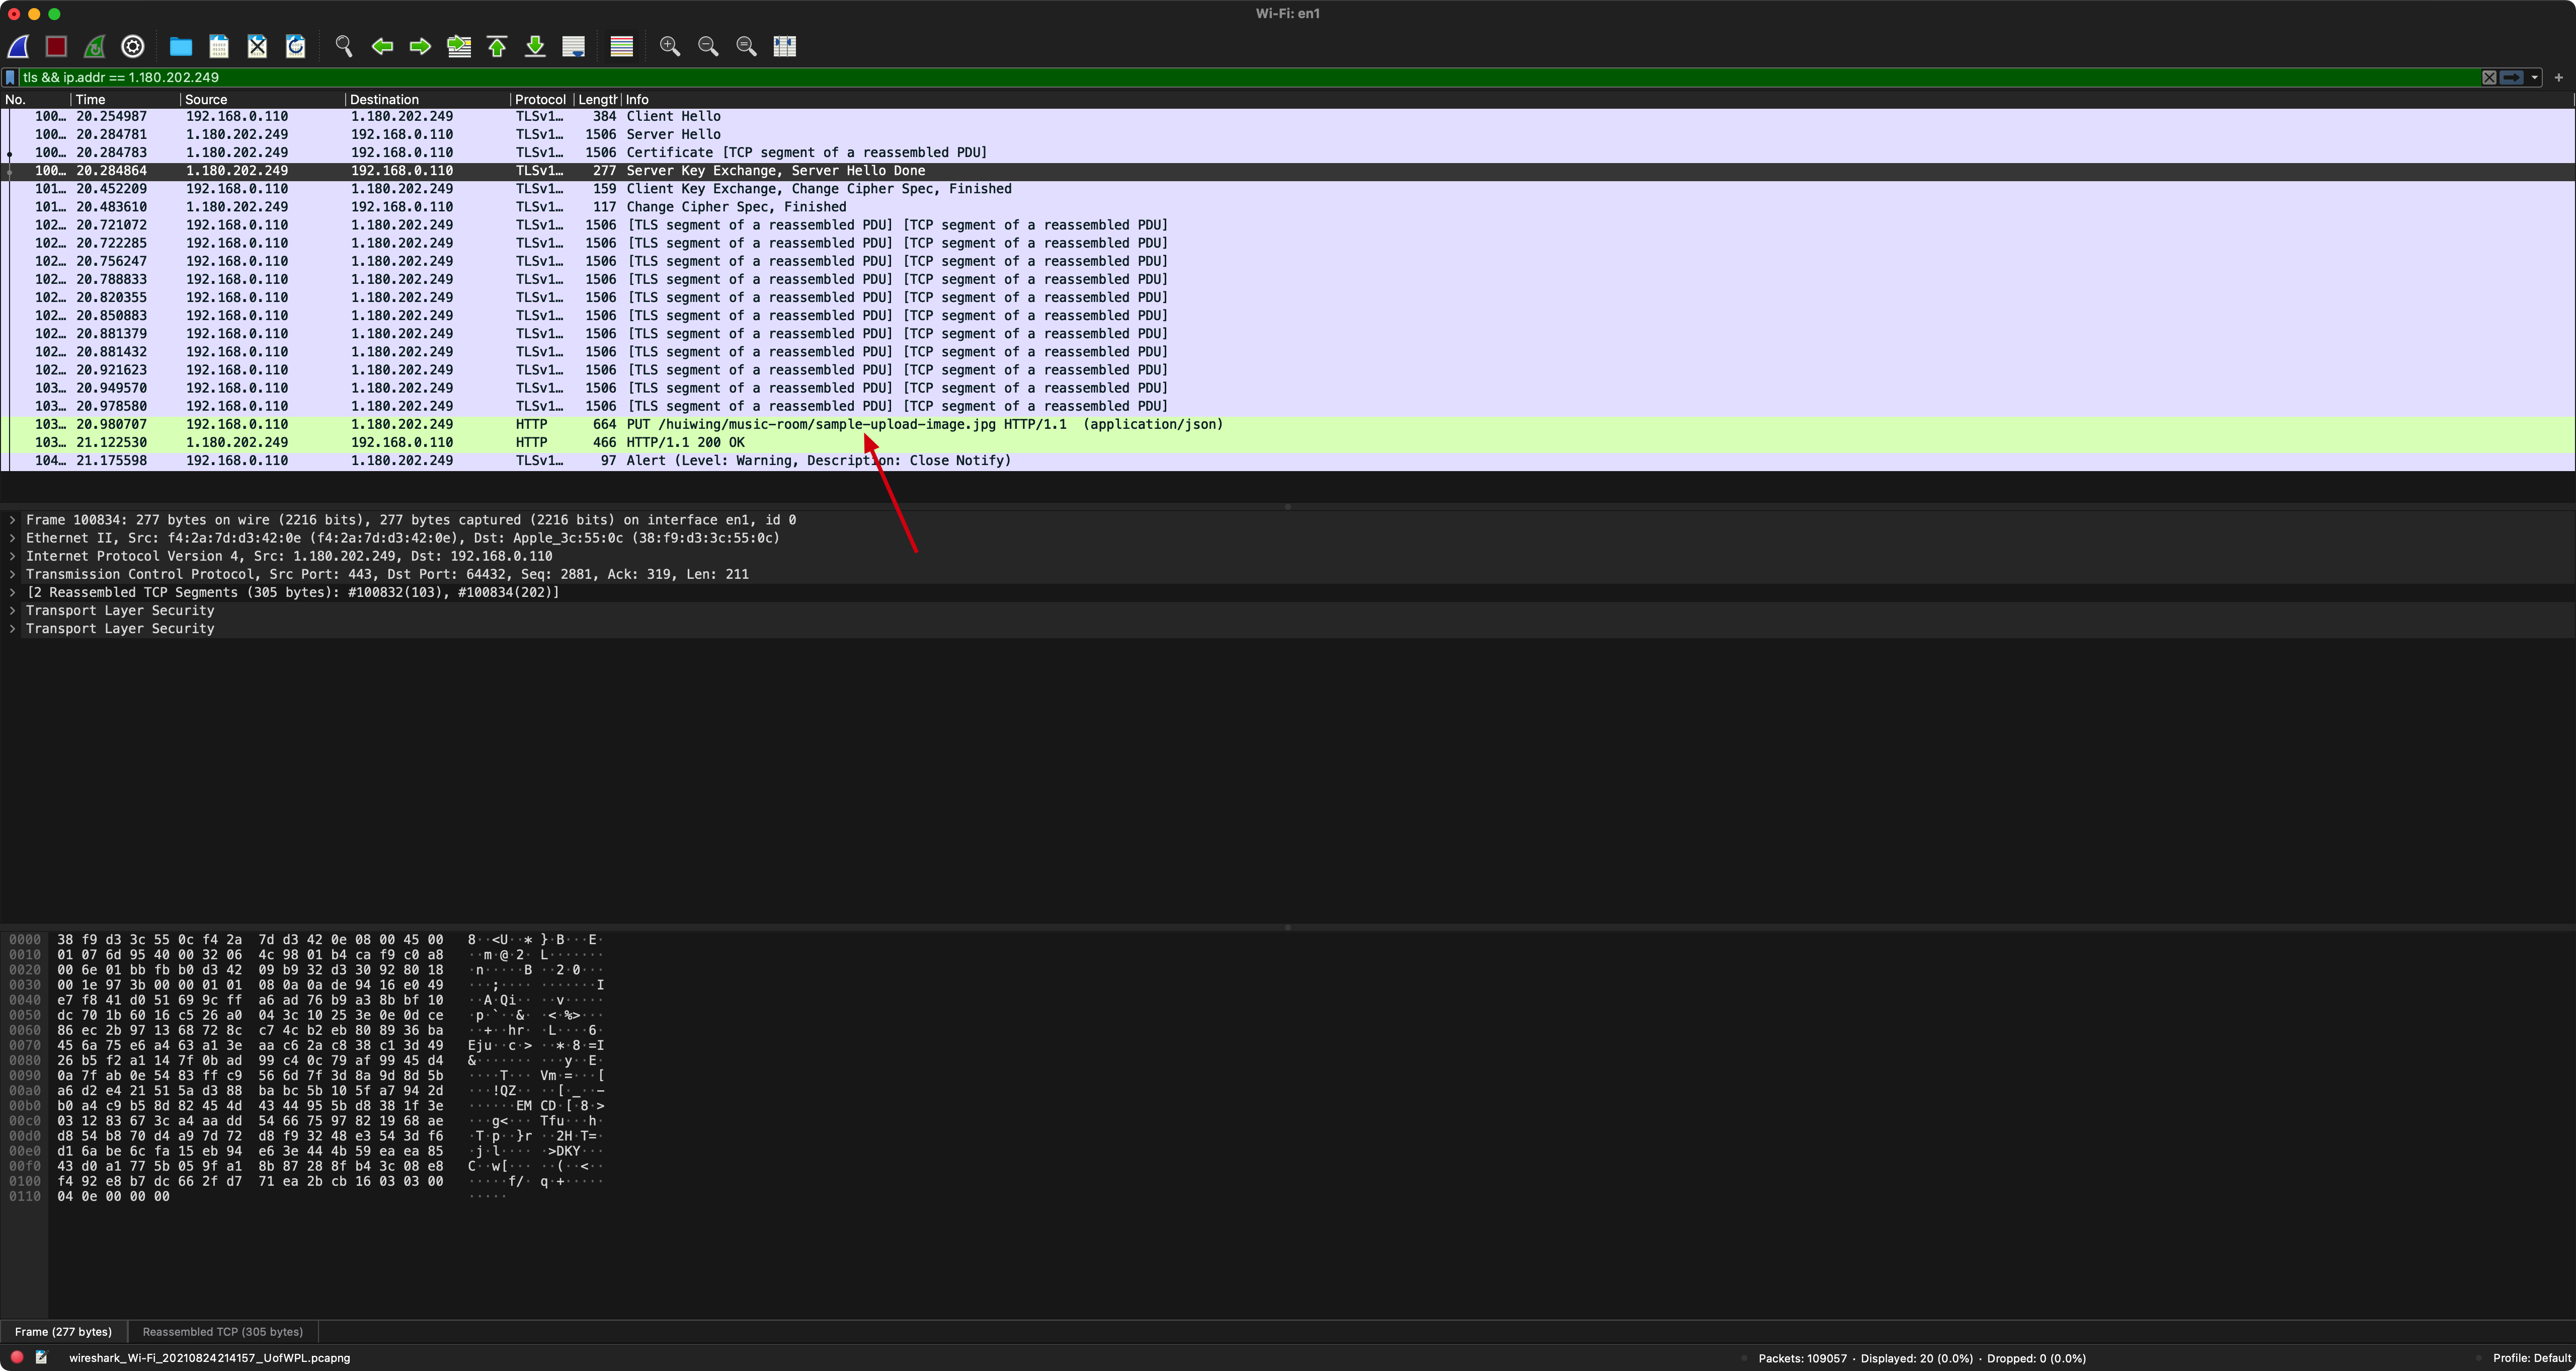 Wi-Fi: en1
tls && ip.addr == 1.180.202.249
No. Time Source Destination Protocol Length Info
100… 20.254987 192.168.0.110 1.180.202.249 TLSv1… 384 Client Hello
100… 20.284781 1.180.202.249 192.168.0.110 TLSv1… 1506 Server Hello
100… 20.284783 1.180.202.249 192.168.0.110 TLSv1… 1506 Certificate [TCP segment of a reassembled PDU]
100… 20.284864 1.180.202.249 192.168.0.110 TLSv1… 277 Server Key Exchange, Server Hello Done
101… 20.452209 192.168.0.110 1.180.202.249 TLSv1… 159 Client Key Exchange, Change Cipher Spec, Finished
101… 20.483610 1.180.202.249 192.168.0.110 TLSv1… 117 Change Cipher Spec, Finished
102… 20.721072 192.168.0.110 1.180.202.249 TLSv1… 1506 [TLS segment of a reassembled PDU] [TCP segment of a reassembled PDU]
102… 20.722285 192.168.0.110 1.180.202.249 TLSv1… 1506 [TLS segment of a reassembled PDU] [TCP segment of a reassembled PDU]
102… 20.756247 192.168.0.110 1.180.202.249 TLSv1… 1506 [TLS segment of a reassembled PDU] [TCP segment of a reassembled PDU]
102… 20.788833 192.168.0.110 1.180.202.249 TLSv1… 1506 [TLS segment of a reassembled PDU] [TCP segment of a reassembled PDU]
102… 20.820355 192.168.0.110 1.180.202.249 TLSv1… 1506 [TLS segment of a reassembled PDU] [TCP segment of a reassembled PDU]
102… 20.850883 192.168.0.110 1.180.202.249 TLSv1… 1506 [TLS segment of a reassembled PDU] [TCP segment of a reassembled PDU]
102… 20.881379 192.168.0.110 1.180.202.249 TLSv1… 1506 [TLS segment of a reassembled PDU] [TCP segment of a reassembled PDU]
102… 20.881432 192.168.0.110 1.180.202.249 TLSv1… 1506 [TLS segment of a reassembled PDU] [TCP segment of a reassembled PDU]
102… 20.921623 192.168.0.110 1.180.202.249 TLSv1… 1506 [TLS segment of a reassembled PDU] [TCP segment of a reassembled PDU]
103… 20.949570 192.168.0.110 1.180.202.249 TLSv1… 1506 [TLS segment of a reassembled PDU] [TCP segment of a reassembled PDU]
103… 20.978580 192.168.0.110 1.180.202.249 TLSv1… 1506 [TLS segment of a reassembled PDU] [TCP segment of a reassembled PDU]
103… 20.980707 192.168.0.110 1.180.202.249 HTTP 664 PUT /huiwing/music-room/sample-upload-image.jpg HTTP/1.1 (application/json)
103… 21.122530 1.180.202.249 192.168.0.110 HTTP 466 HTTP/1.1 200 OK
104… 21.175598 192.168.0.110 1.180.202.249 TLSv1… 97 Alert (Level: Warning, Description: Close Notify)
Frame 100834: 277 bytes on wire (2216 bits), 277 bytes captured (2216 bits) on interface en1, id 0
Ethernet II, Src: f4:2a:7d:d3:42:0e (f4:2a:7d:d3:42:0e), Dst: Apple_3c:55:0c (38:f9:d3:3c:55:0c)
Internet Protocol Version 4, Src: 1.180.202.249, Dst: 192.168.0.110
Transmission Control Protocol, Src Port: 443, Dst Port: 64432, Seq: 2881, Ack: 319, Len: 211
[2 Reassembled TCP Segments (305 bytes): #100832(103), #100834(202)]
Transport Layer Security
Transport Layer Security
0000 38 f9 d3 3c 55 0c f4 2a 7d d3 42 0e 08 00 45 00 8··<U··* }·B···E·
0010 01 07 6d 95 40 00 32 06 4c 98 01 b4 ca f9 c0 a8 ··m·@·2· L·······
0020 00 6e 01 bb fb b0 d3 42 09 b9 32 d3 30 92 80 18 ·n·····B ··2·0···
0030 00 1e 97 3b 00 00 01 01 08 0a 0a de 94 16 e0 49 ···;···· ·······I
0040 e7 f8 41 d0 51 69 9c ff a6 ad 76 b9 a3 8b bf 10 ··A·Qi·· ··v·····
0050 dc 70 1b 60 16 c5 26 a0 04 3c 10 25 3e 0e 0d ce ·p·`··&· ·<·%>···
0060 86 ec 2b 97 13 68 72 8c c7 4c b2 eb 80 89 36 ba ··+··hr· ·L····6·
0070 45 6a 75 e6 a4 63 a1 3e aa c6 2a c8 38 c1 3d 49 Eju··c·> ··*·8·=I
0080 26 b5 f2 a1 14 7f 0b ad 99 c4 0c 79 af 99 45 d4 &······· ···y··E·
0090 0a 7f ab 0e 54 83 ff c9 56 6d 7f 3d 8a 9d 8d 5b ····T··· Vm·=···[
00a0 a6 d2 e4 21 51 5a d3 88 ba bc 5b 10 5f a7 94 2d ···!QZ·· ··[·_··-
00b0 b0 a4 c9 b5 8d 82 45 4d 43 44 95 5b d8 38 1f 3e ······EM CD·[·8·>
00c0 03 12 83 67 3c a4 aa dd 54 66 75 97 82 19 68 ae ···g<··· Tfu···h·
00d0 d8 54 b8 70 d4 a9 7d 72 d8 f9 32 48 e3 54 3d f6 ·T·p··}r ··2H·T=·
00e0 d1 6a be 6c fa 15 eb 94 e6 3e 44 4b 59 ea ea 85 ·j·l···· ·>DKY···
00f0 43 d0 a1 77 5b 05 9f a1 8b 87 28 8f b4 3c 08 e8 C··w[··· ··(··<··
0100 f4 92 e8 b7 dc 66 2f d7 71 ea 2b cb 16 03 03 00 ·····f/· q·+·····
0110 04 0e 00 00 00 ·····
Frame (277 bytes) Reassembled TCP (305 bytes)
wireshark_Wi-Fi_20210824214157_UofWPL.pcapng Packets: 109057 · Displayed: 20 (0.0%) · Dropped: 0 (0.0%) Profile: Default